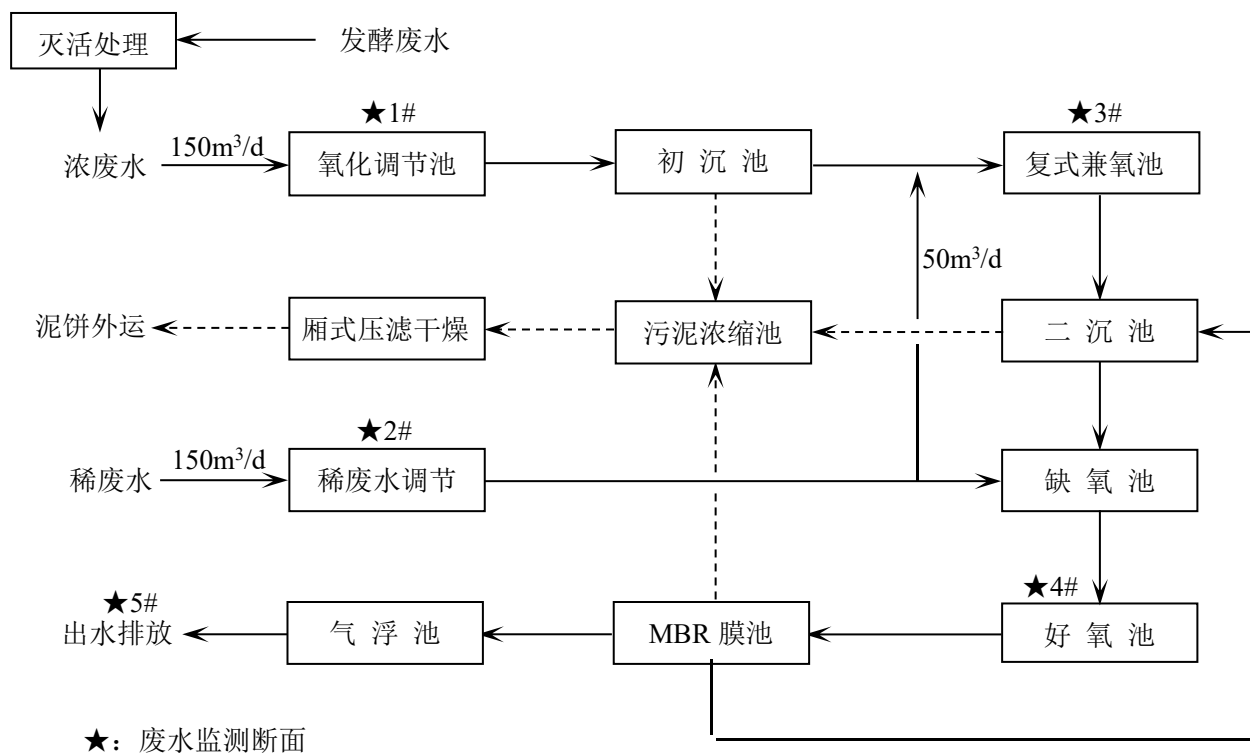 灭活处理
发酵废水
★1#
★3#
浓废水
150m³/d
氧化调节池
初 沉 池
复式兼氧池
50m³/d
泥饼外运
厢式压滤干燥
污泥浓缩池
二 沉 池
★2#
稀废水
150m³/d
稀废水调节
缺 氧 池
★5#
★4#
出水排放
气 浮 池
MBR 膜池
好 氧 池
★：废水监测断面